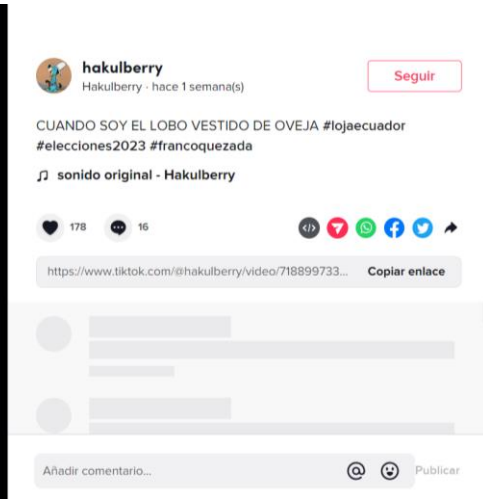 hakulberry
Hakulberry · hace 1 semana(s)
Seguir
CUANDO SOY EL LOBO VESTIDO DE OVEJA #lojaecuador
#elecciones2023 #francoquezada
sonido original - Hakulberry
178
16
https://www.tiktok.com/@hakulberry/video/718899733...
Copiar enlace
Añadir comentario...
Publicar